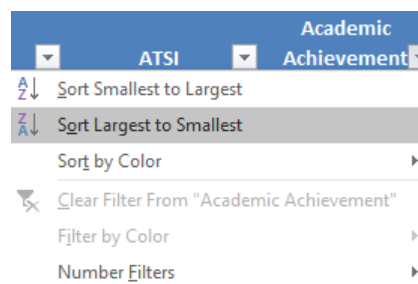 Academic
ATSI Achievement
Sort Smallest to Largest
Sort Largest to Smallest
Sort by Color
Clear Filter From "Academic Achievement"
Filter by Color
Number Filters